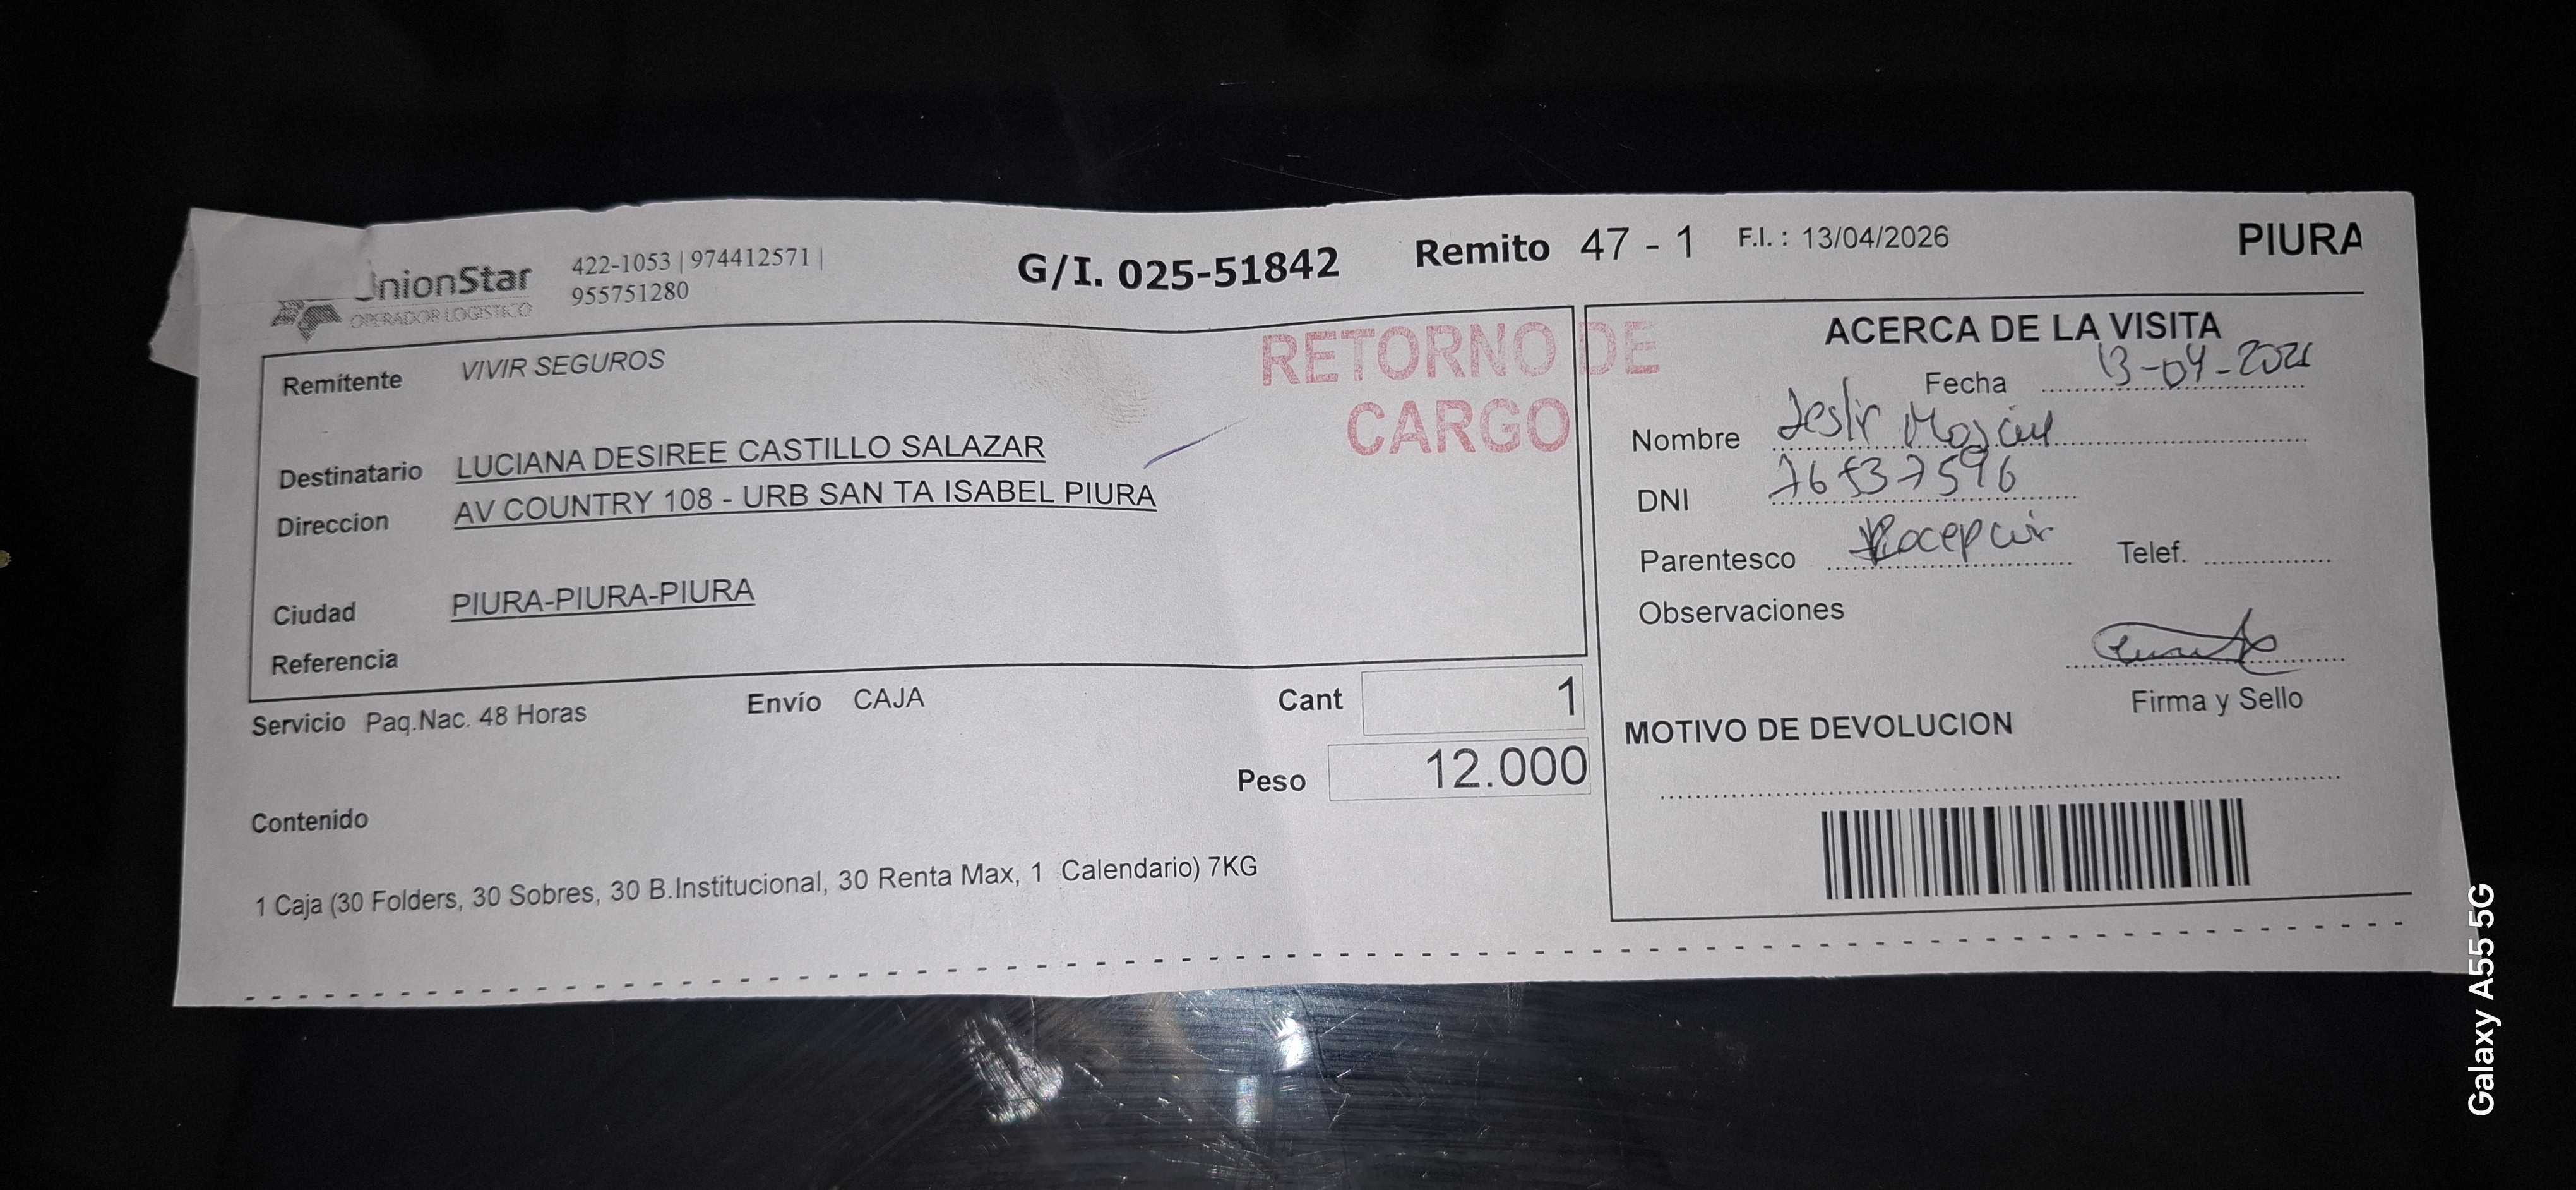 UnionStar
OPERADOR LOGISTICO
422-1053 | 974412571 |
955751280
G/I. 025-51842
Remito 47 - 1
F.I. : 13/04/2026
PIURA
RETORNO DE
CARGO
Remitente VIVIR SEGUROS
Destinatario LUCIANA DESIREE CASTILLO SALAZAR
Direccion AV COUNTRY 108 - URB SAN TA ISABEL PIURA
Ciudad PIURA-PIURA-PIURA
Referencia
Servicio Paq.Nac. 48 Horas
Envío CAJA
Cant 1
Peso 12.000
Contenido
1 Caja (30 Folders, 30 Sobres, 30 B.Institucional, 30 Renta Max, 1 Calendario) 7KG
ACERCA DE LA VISITA
Fecha 13-04-202
Nombre
DNI 76537596
Parentesco
Telef.
Observaciones
Firma y Sello
MOTIVO DE DEVOLUCION
Galaxy A55 5G